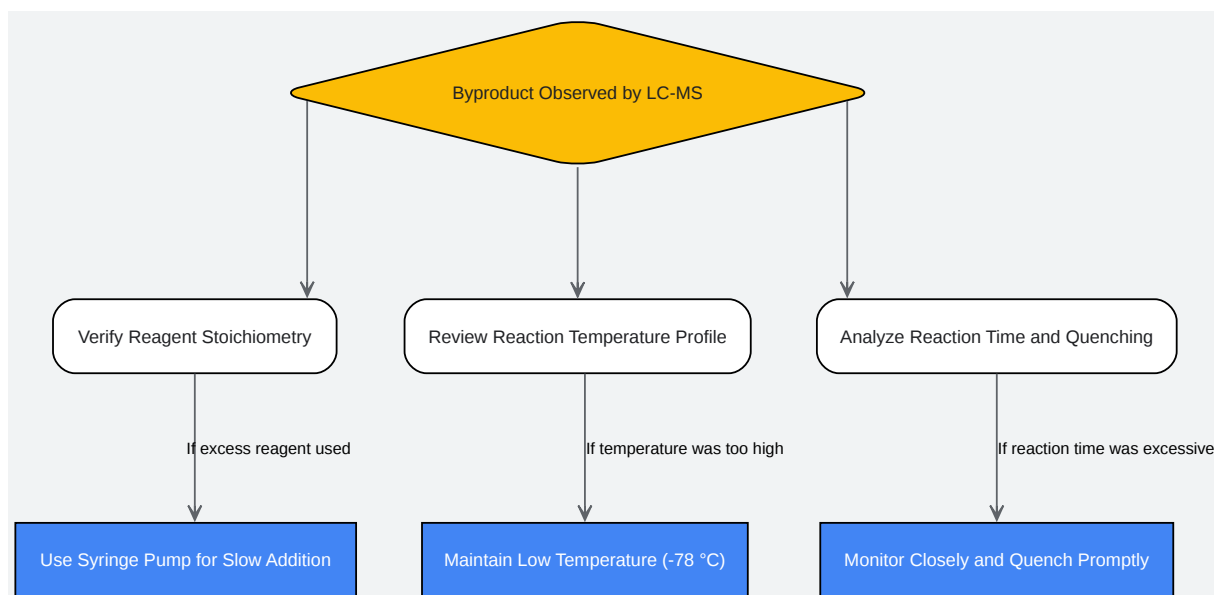 Byproduct Observed by LC-MS
Verify Reagent Stoichiometry
Review Reaction Temperature Profile
Analyze Reaction Time and Quenching
If excess reagent used
If temperature was too high
If reaction time was excessive
Use Syringe Pump for Slow Addition
Maintain Low Temperature (-78 °C)
Monitor Closely and Quench Promptly